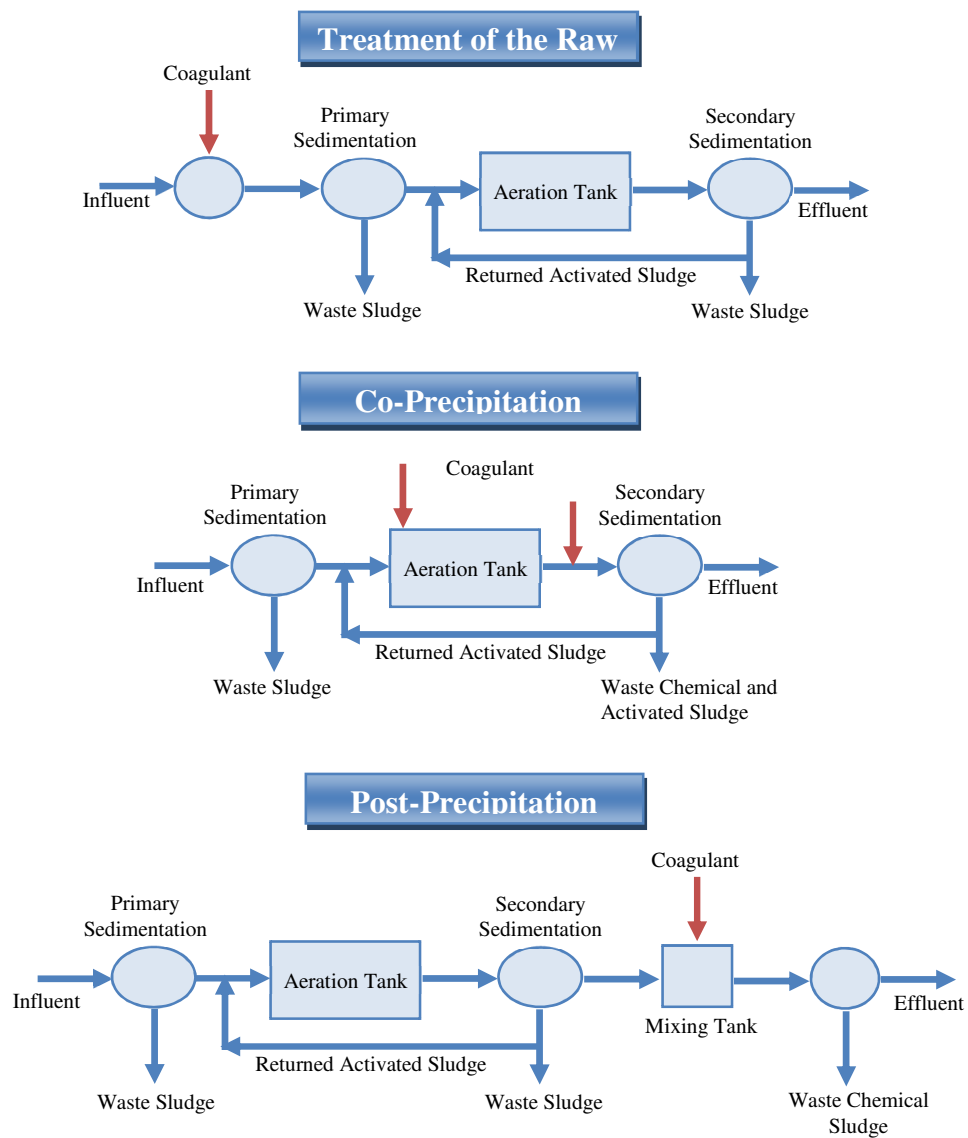 Treatment of the Raw
Coagulant
Primary
Sedimentation
Secondary
Sedimentation
Influent
Aeration Tank
Effluent
Returned Activated Sludge
Waste Sludge
Waste Sludge
Co-Precipitation
Coagulant
Primary
Sedimentation
Secondary
Sedimentation
Influent
Aeration Tank
Effluent
Returned Activated Sludge
Waste Sludge
Waste Chemical and
Activated Sludge
Post-Precipitation
Coagulant
Primary
Sedimentation
Secondary
Sedimentation
Influent
Aeration Tank
Mixing Tank
Effluent
Returned Activated Sludge
Waste Sludge
Waste Sludge
Waste Chemical
Sludge